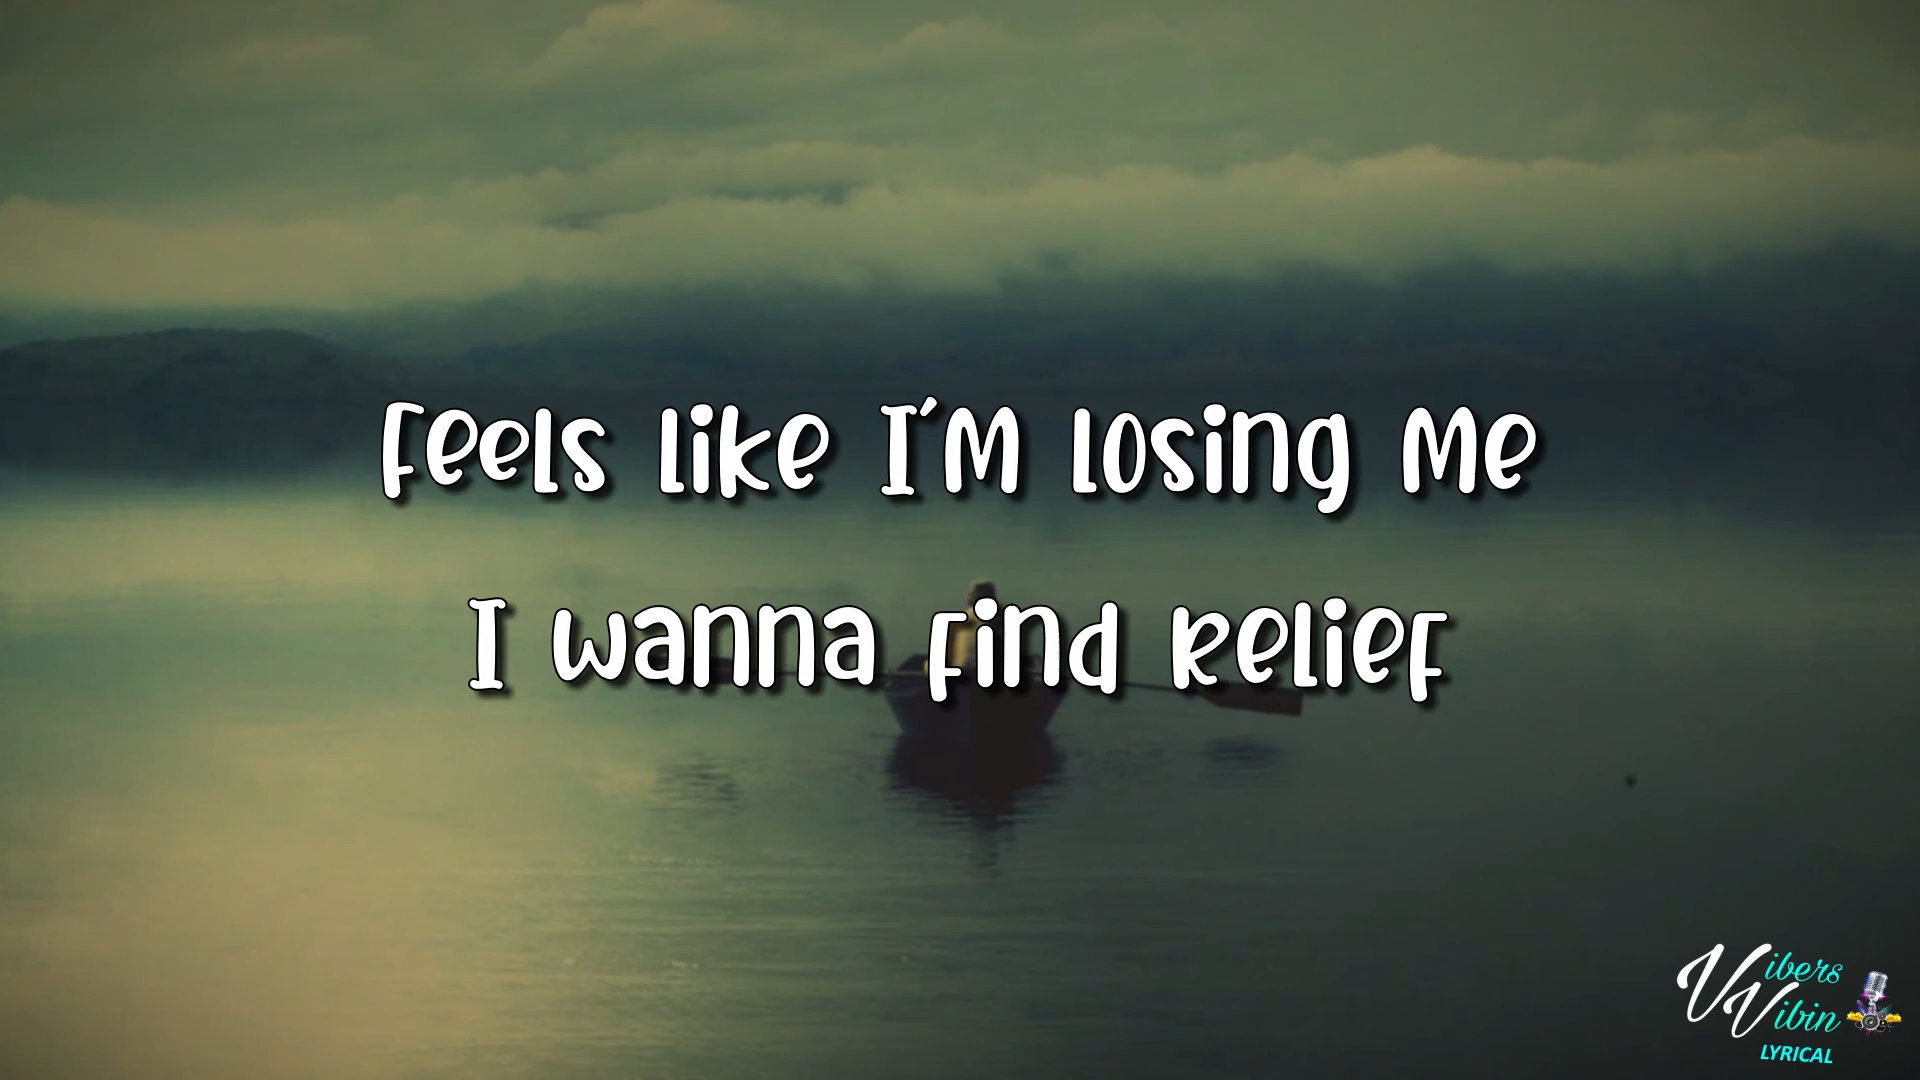 Feels like I'M losing Me
I wanna find Relief
Vibers
Vibin
LYRICAL